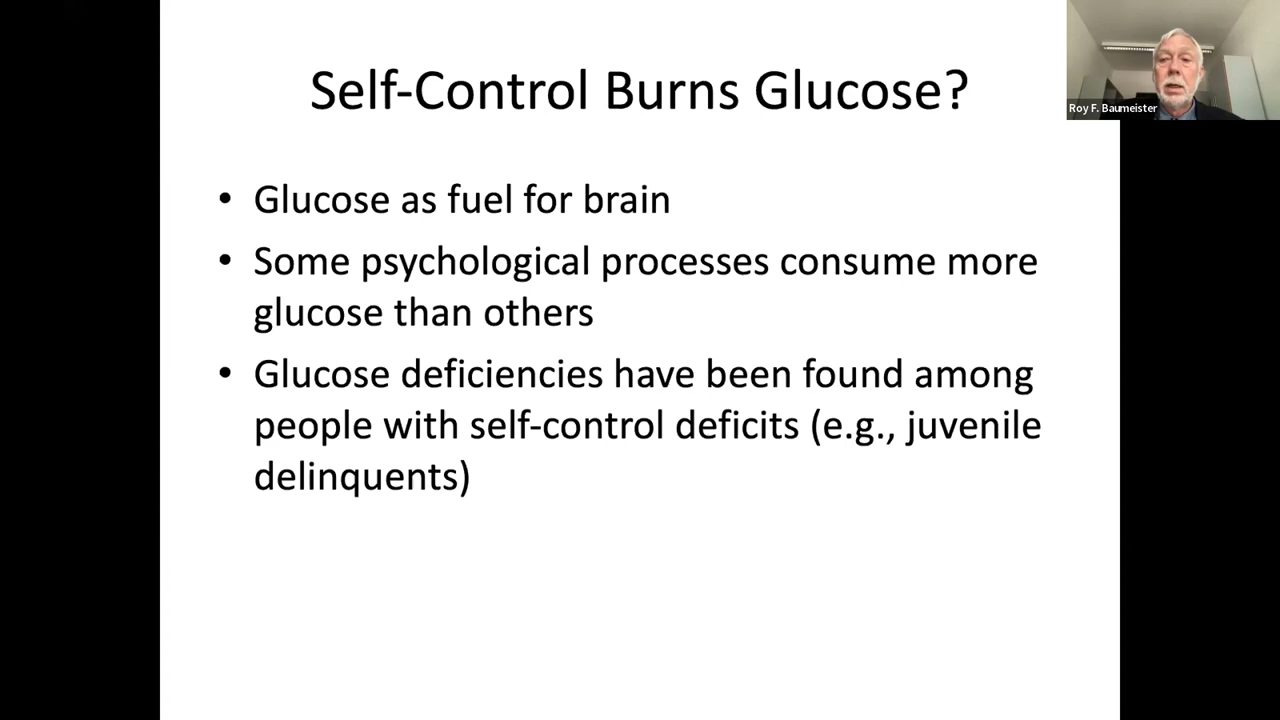 Self-Control Burns Glucose?
Roy F. Baumeister
• Glucose as fuel for brain
• Some psychological processes consume more
glucose than others
• Glucose deficiencies have been found among
people with self-control deficits (e.g., juvenile
delinquents)